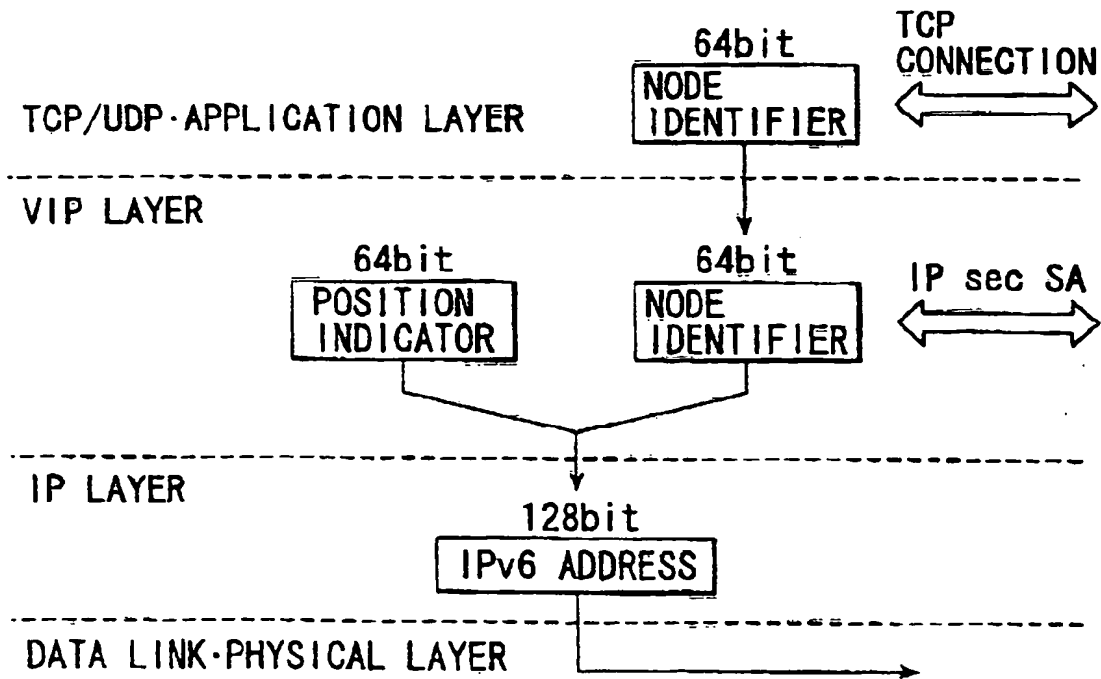 64bit
TCP
CONNECTION
NODE
IDENTIFIER
TCP/UDP·APPLICATION LAYER
VIP LAYER
64bit
64bit
POSITION
INDICATOR
NODE
IDENTIFIER
IP sec SA
IP LAYER
128bit
IPv6 ADDRESS
DATA LINK·PHYSICAL LAYER